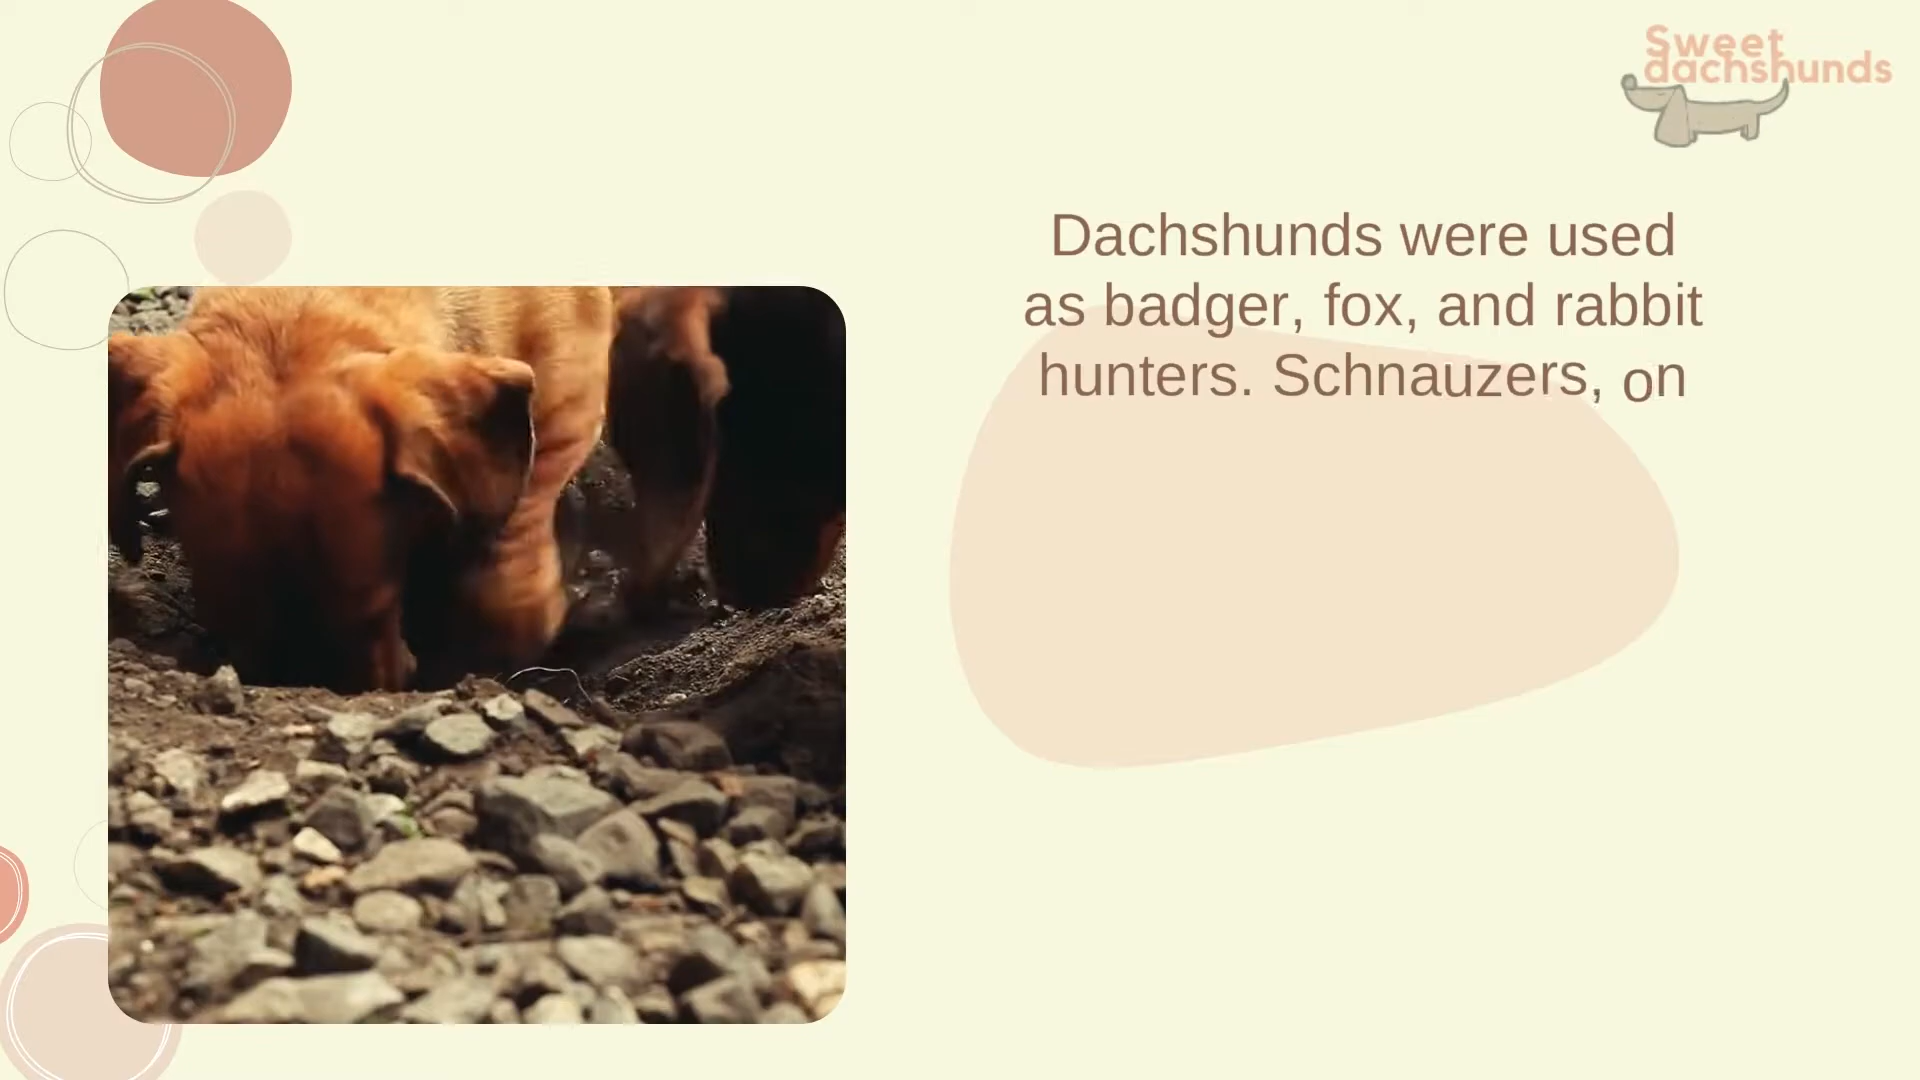 Sweet
dachshunds
Dachshunds were used
as badger, fox, and rabbit
hunters. Schnauzers, on